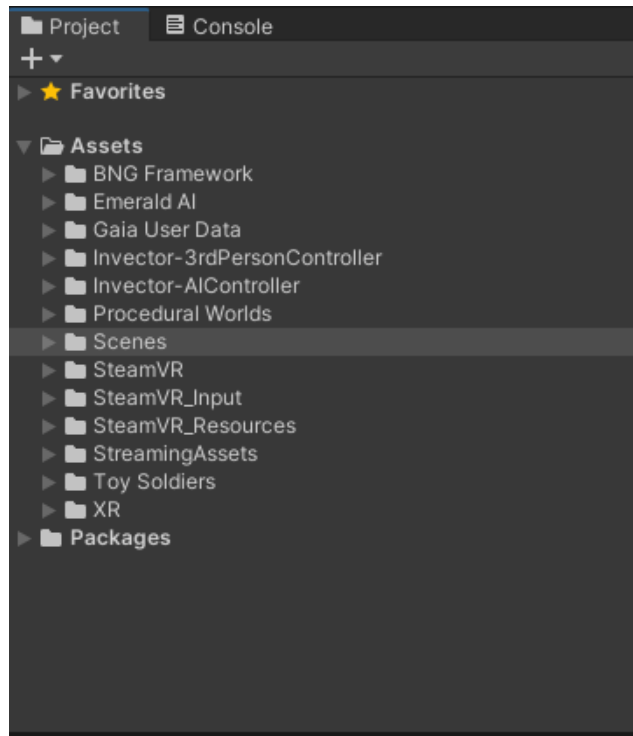 Project Console
Favorites
Assets
BNG Framework
Emerald AI
Gaia User Data
Invector-3rdPersonController
Invector-AIController
Procedural Worlds
Scenes
SteamVR
SteamVR_Input
SteamVR_Resources
StreamingAssets
Toy Soldiers
XR
Packages